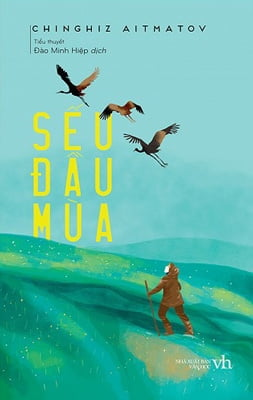 CHINGHIZ AITMATOV
Tiểu thuyết
Đào Minh Hiệp dịch
SẾU
ĐẦU
MÙA
NHÀ XUẤT BẢN
VĂN HỌC
vh